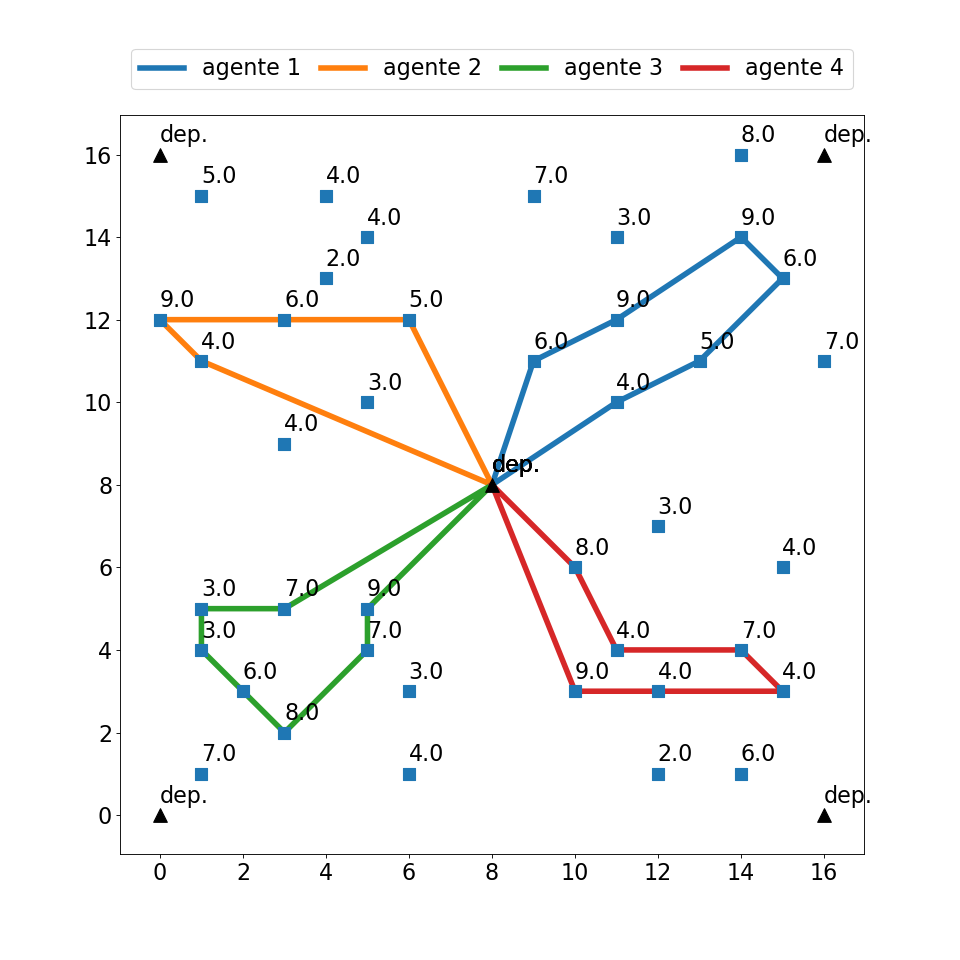 agente 1 agente 2 agente 3 agente 4
dep. 8.0 dep.
16
5.0 4.0 7.0
4.0 3.0 9.0
14
2.0 6.0
9.0 6.0 5.0 9.0
12
4.0 6.0 5.0 7.0
3.0 4.0
10
4.0
dep.
8
3.0
8.0 4.0
6
3.0 7.0 9.0
3.0 7.0 4.0 7.0
4
6.0 3.0 9.0 4.0 4.0
8.0
2
7.0 4.0 2.0 6.0
dep. dep.
0
0 2 4 6 8 10 12 14 16